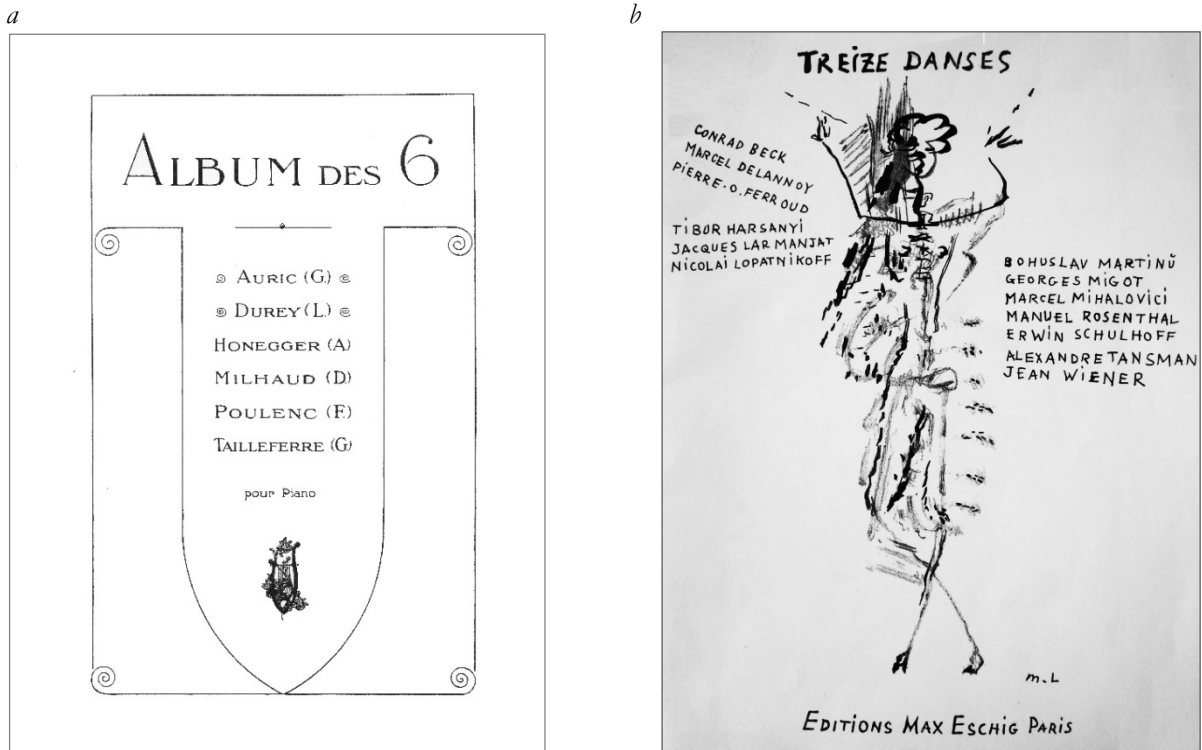 a
ALBUM DES 6
AURIC (G.)
DUREY (L.)
HONEGGER (A)
MILHAUD (D.)
POULENC (F.)
TAILLEFERRE (G)
pour Piano
b
TREIZE DANSES
CONRAD BECK
MARCEL DELANNOY
PIERRE.O.FERROUD
TIBOR HARSANYI
JACQUES LARMANJAT
NICOLAI LOPATNIKOFF
BOHUSLAV MARTINŬ
GEORGES MIGOT
MARCEL MIHALOVICI
MANUEL ROSENTHAL
ERWIN SCHULHOFF
ALEXANDRE TANSMAN
JEAN WIENER
m.L
EDITIONS MAX ESCHIG PARIS